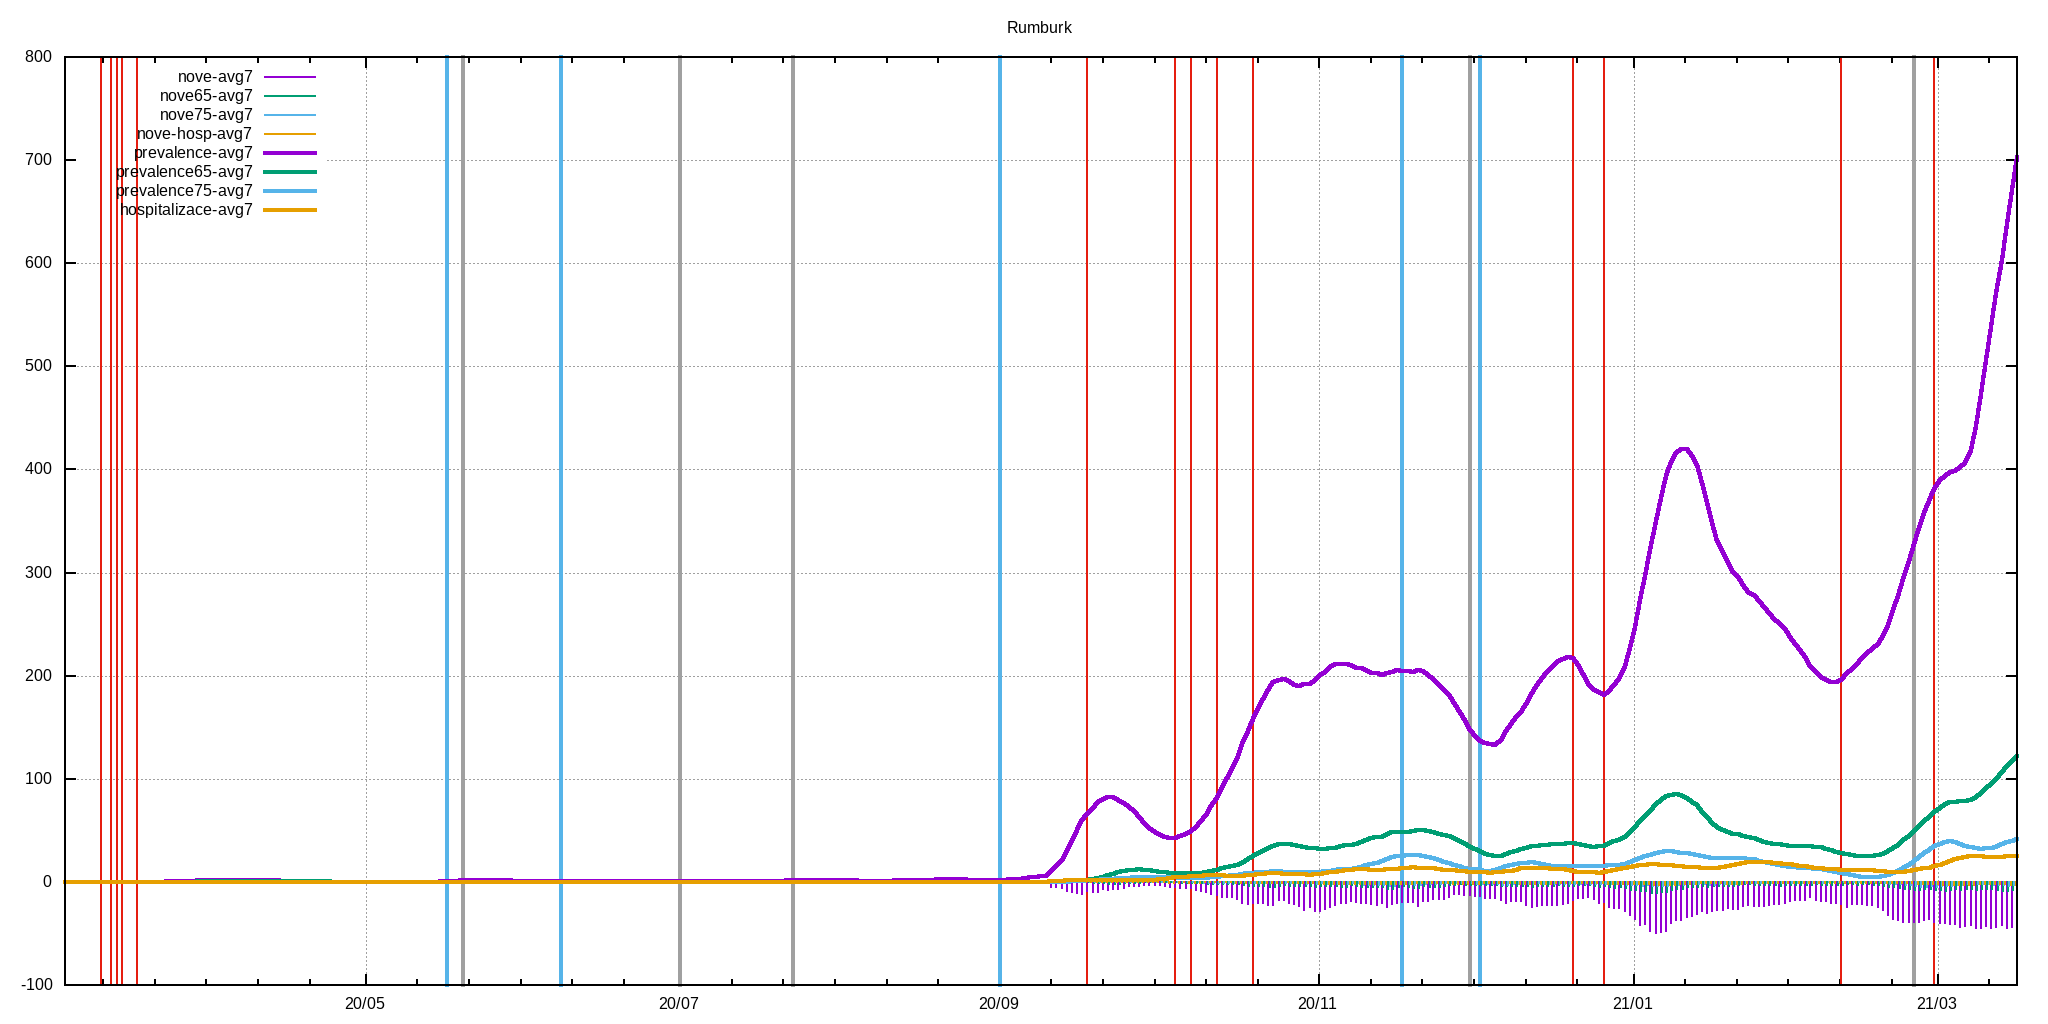 Rumburk
800
700
600
500
400
300
200
100
0
-100
nove-avg7
nove65-avg7
nove75-avg7
nove-hosp-avg7
prevalence-avg7
prevalence65-avg7
prevalence75-avg7
hospitalizace-avg7
20/05 20/07 20/09 20/11 21/01 21/03